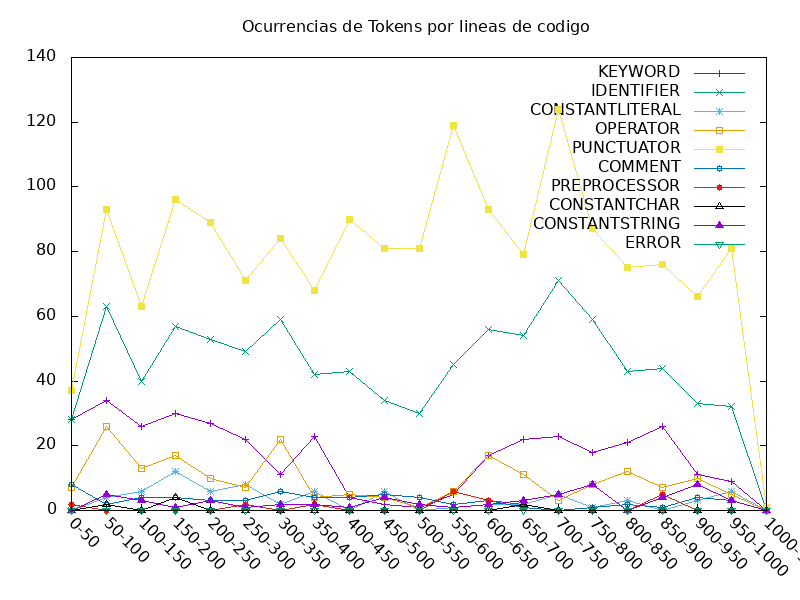 Ocurrencias de Tokens por lineas de codigo
140
120
100
80
60
40
20
0
KEYWORD
IDENTIFIER
CONSTANTLITERAL
OPERATOR
PUNCTUATOR
COMMENT
PREPROCESSOR
CONSTANTCHAR
CONSTANTSTRING
ERROR
0-50
50-100
100-150
150-200
200-250
250-300
300-350
350-400
400-450
450-500
500-550
550-600
600-650
650-700
700-750
750-800
800-850
850-900
900-950
950-1000